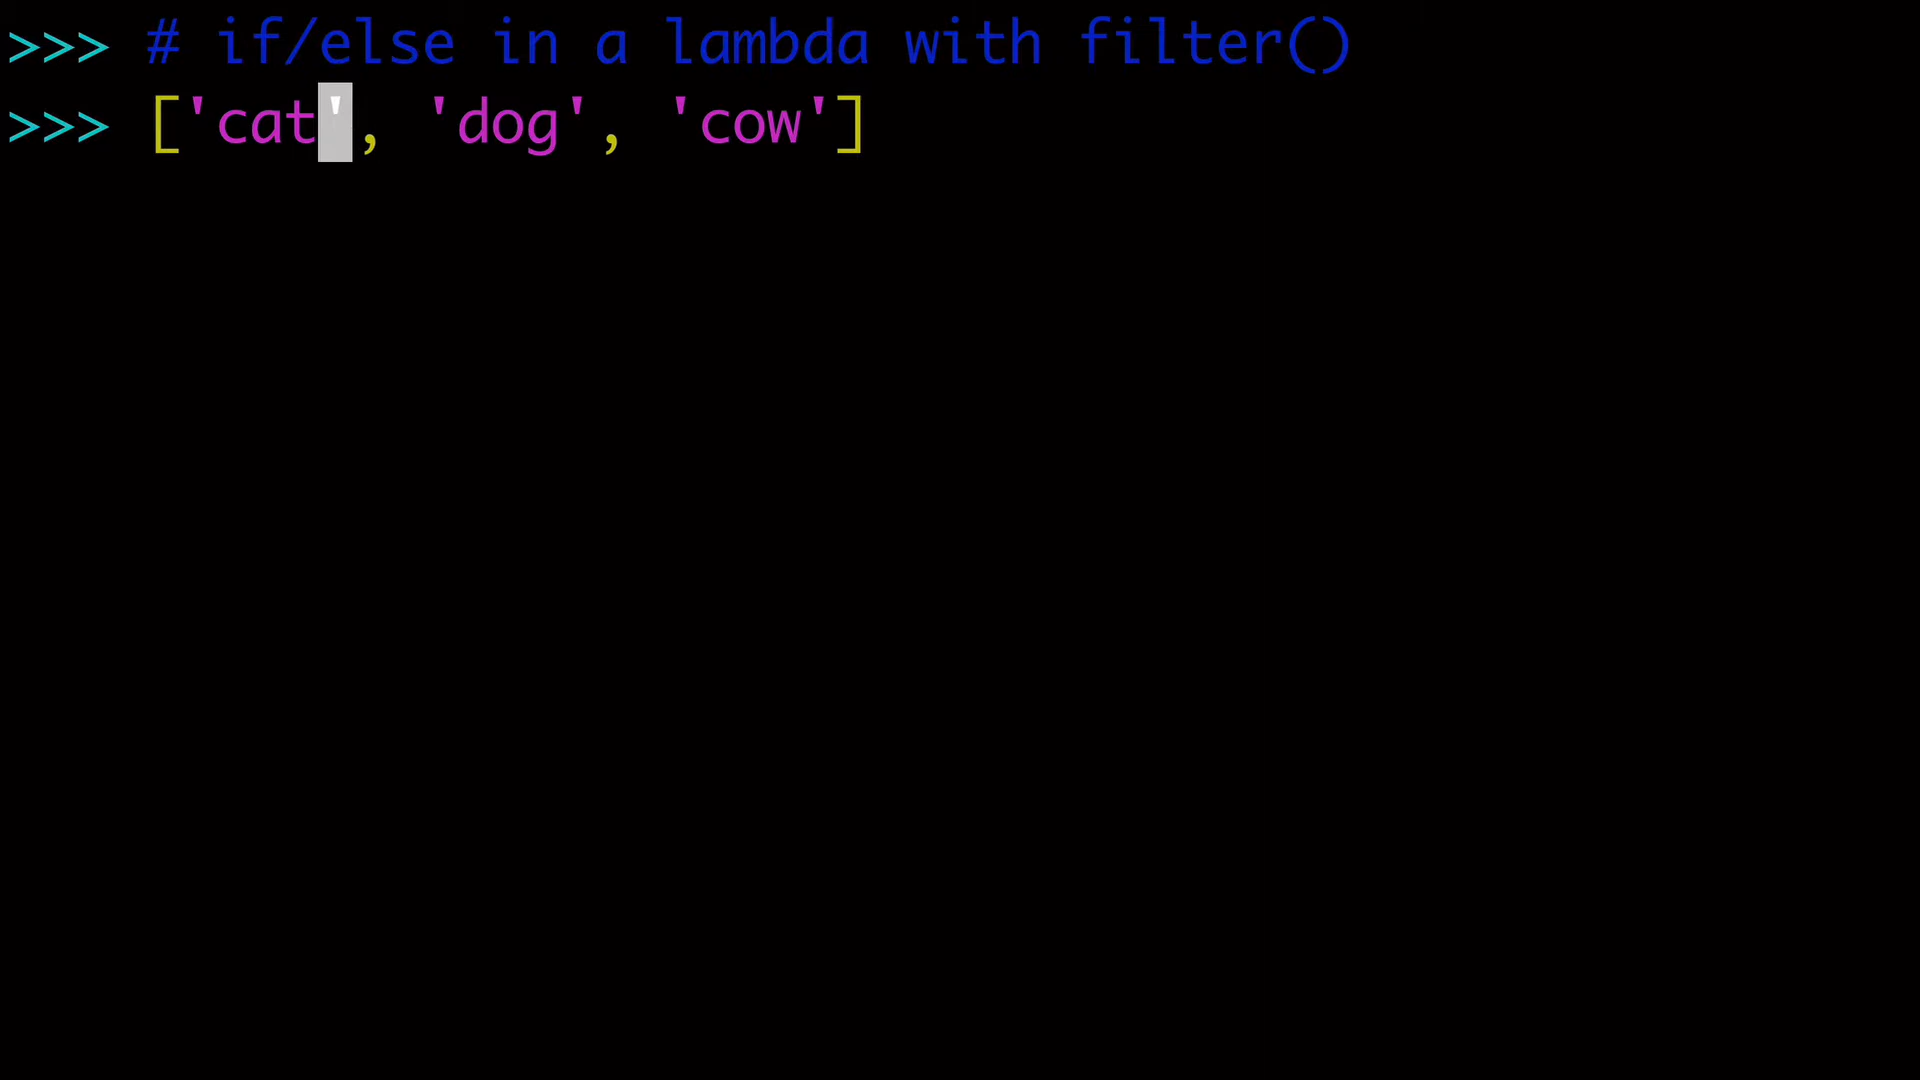 >>> # if/else in a lambda with filter()
>>> ['cat', 'dog', 'cow']